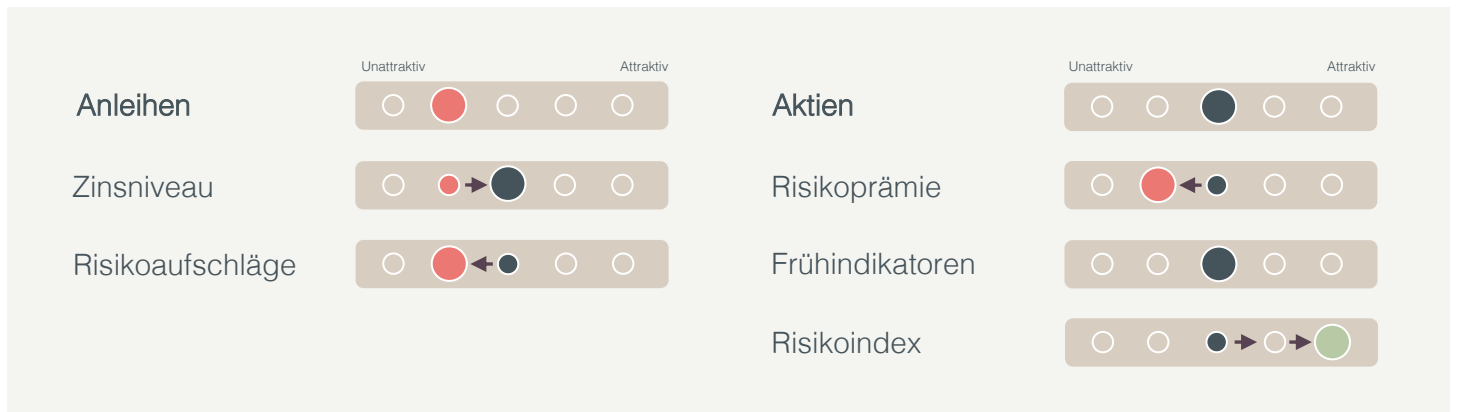 Unattraktiv Attraktiv
Anleihen
Zinsniveau
Risikoaufschläge
Unattraktiv Attraktiv
Aktien
Risikoprämie
Frühindikatoren
Risikoindex